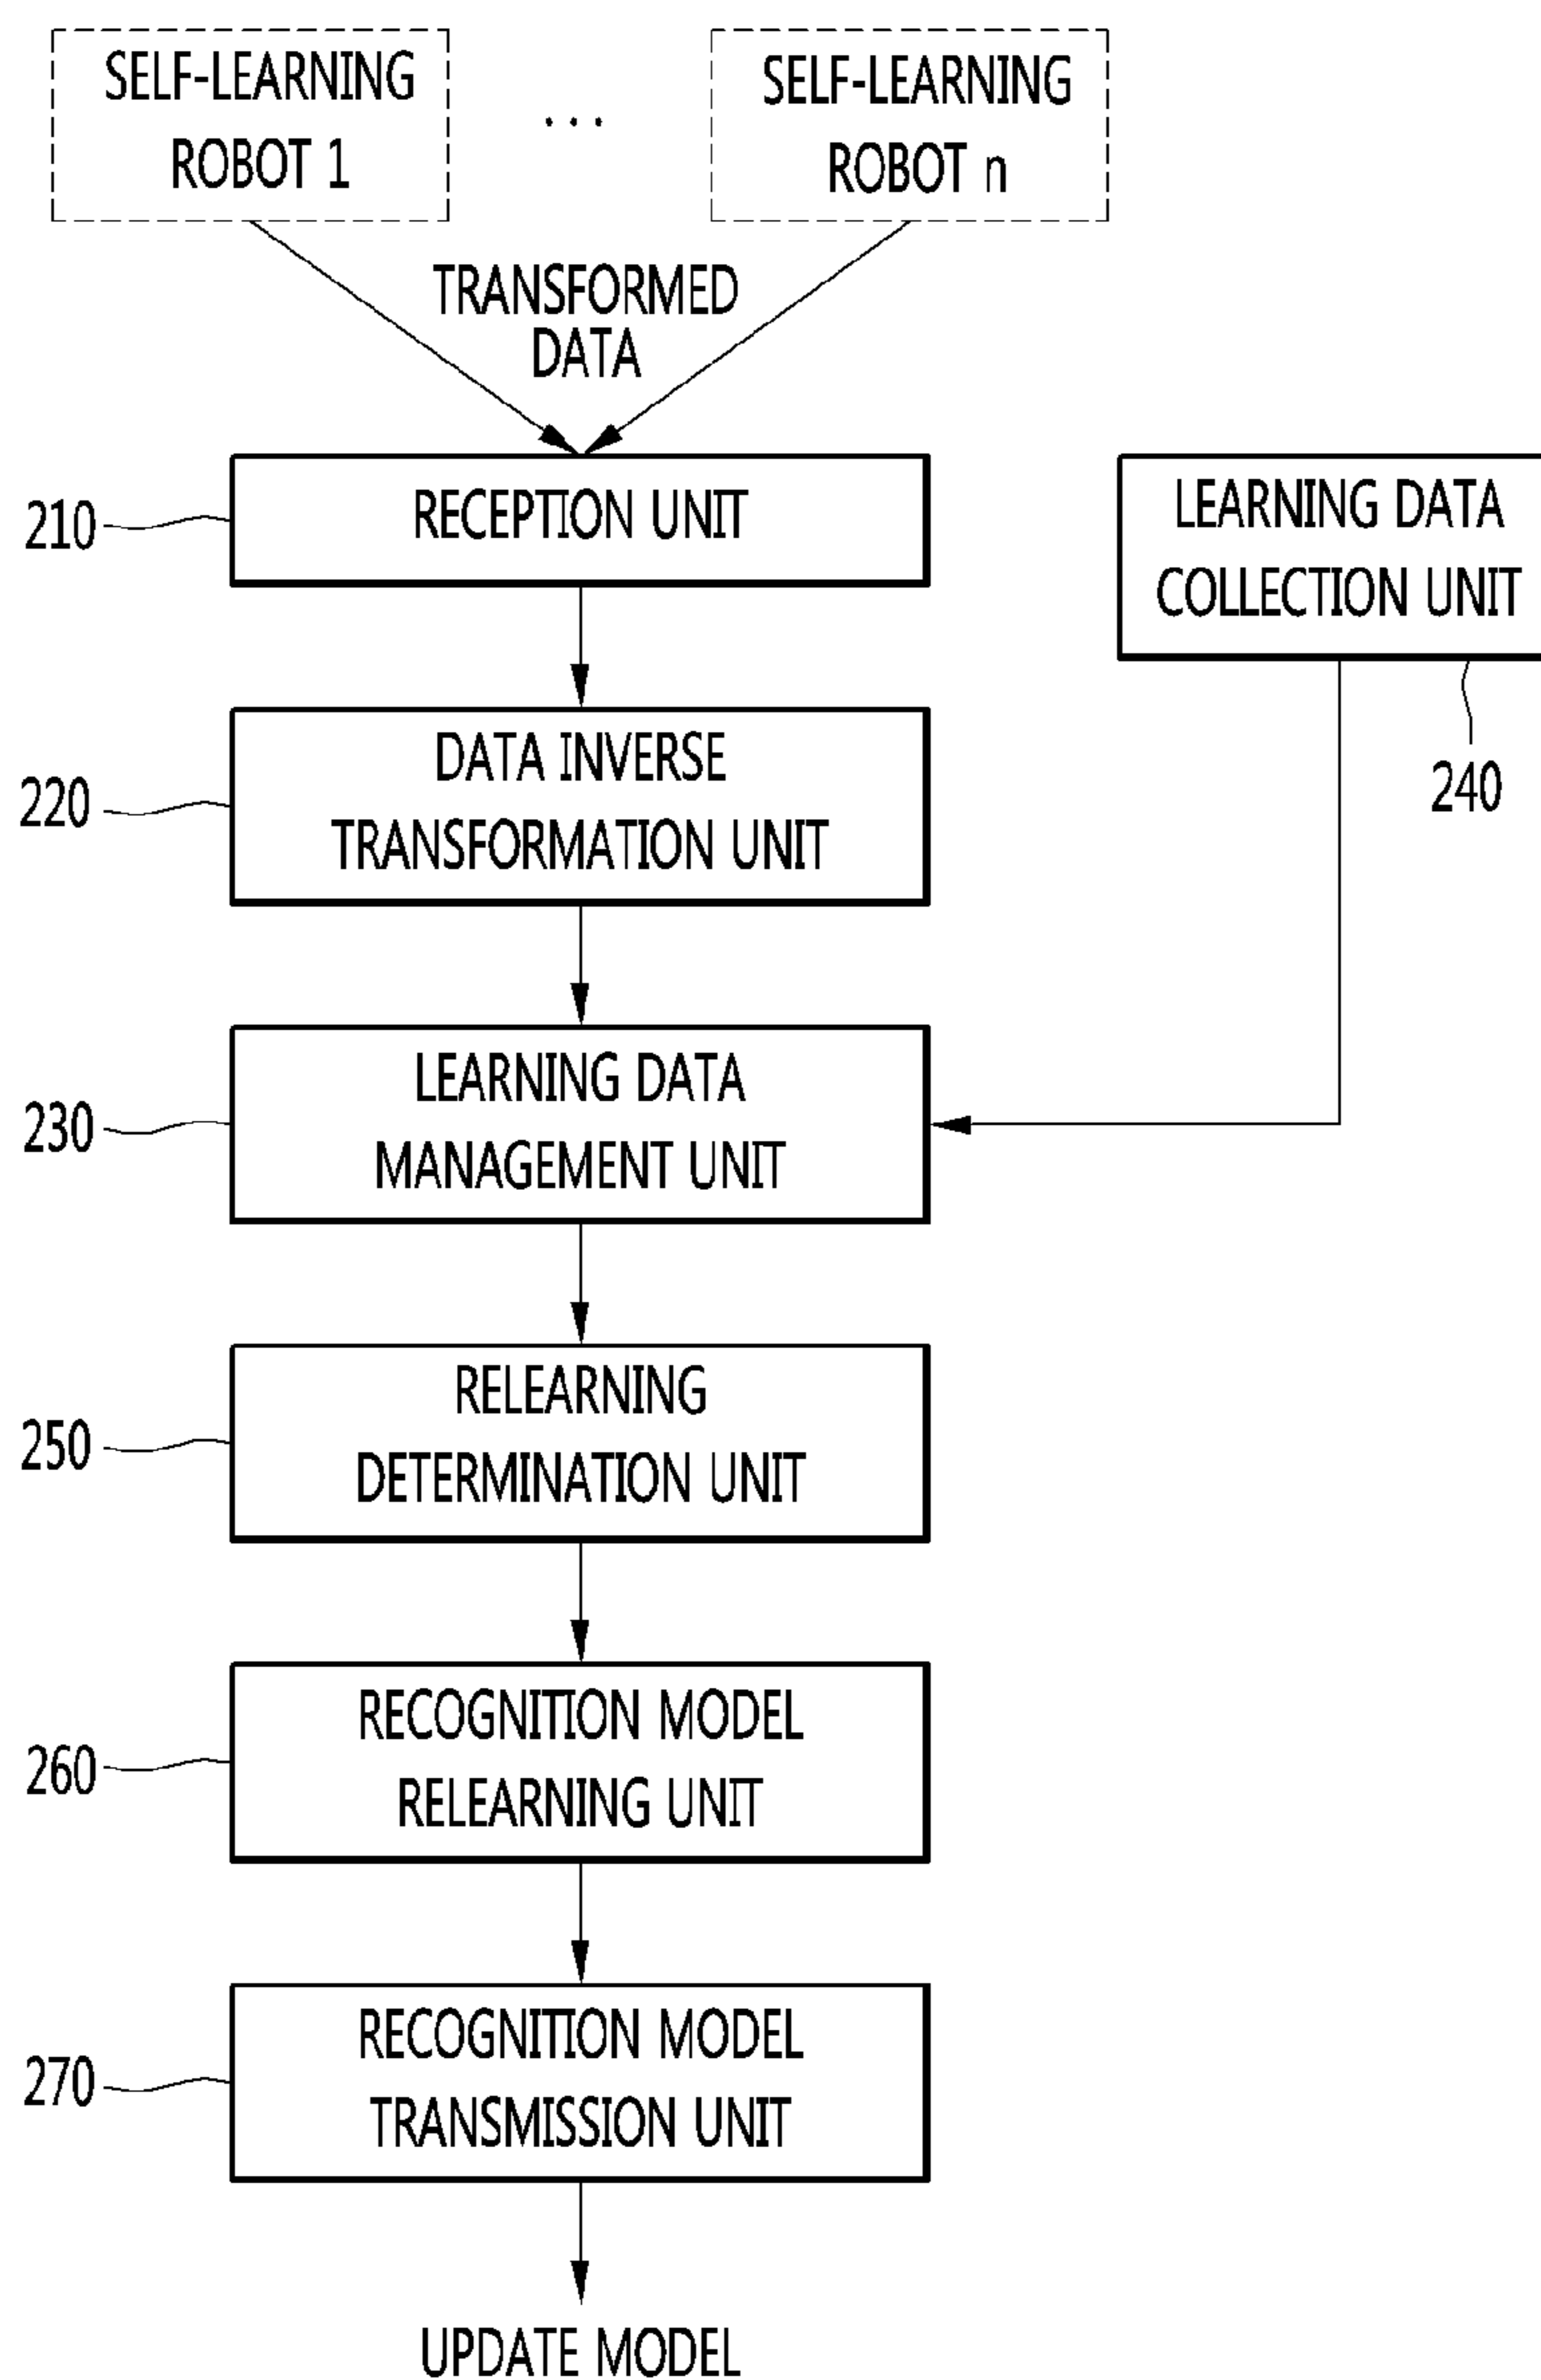 SELF-LEARNING
ROBOT 1
...
SELF-LEARNING
ROBOT n
TRANSFORMED
DATA
210
RECEPTION UNIT
LEARNING DATA
COLLECTION UNIT
240
220
DATA INVERSE
TRANSFORMATION UNIT
230
LEARNING DATA
MANAGEMENT UNIT
250
RELEARNING
DETERMINATION UNIT
260
RECOGNITION MODEL
RELEARNING UNIT
270
RECOGNITION MODEL
TRANSMISSION UNIT
UPDATE MODEL